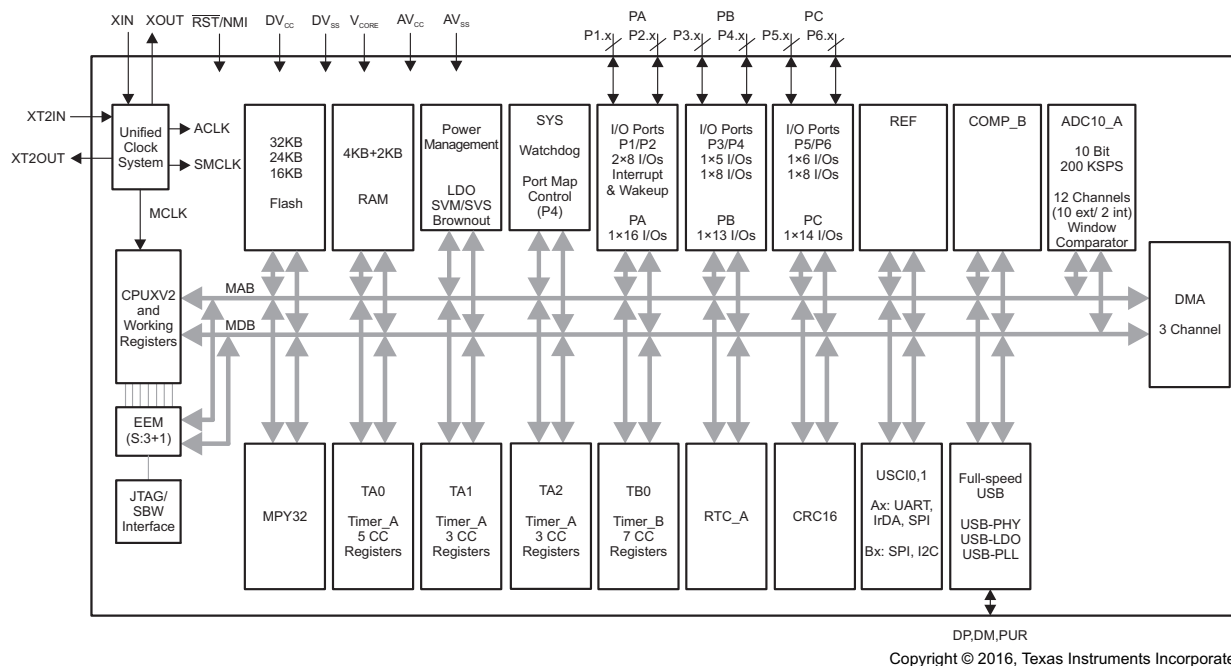 XIN XOUT RST/NMI DVCC DVSS VCORE AVCC AVSS
PA PB PC
P1.x P2.x P3.x P4.x P5.x P6.x
XT2IN
XT2OUT
Unified
Clock
System
ACLK
SMCLK
MCLK
32KB
24KB
16KB
Flash
4KB+2KB
RAM
Power
Management
LDO
SVM/SVS
Brownout
SYS
Watchdog
Port Map
Control
(P4)
I/O Ports
P1/P2
2×8 I/Os
Interrupt
& Wakeup
PA
1×16 I/Os
I/O Ports
P3/P4
1×5 I/Os
1×8 I/Os
PB
1×13 I/Os
I/O Ports
P5/P6
1×6 I/Os
1×8 I/Os
PC
1×14 I/Os
REF
COMP_B
ADC10_A
10 Bit
200 KSPS
12 Channels
(10 ext/ 2 int)
Window
Comparator
CPUXV2
and
Working
Registers
MAB
MDB
DMA
3 Channel
EEM
(S:3+1)
JTAG/
SBW
Interface
MPY32
TA0
Timer_A
5 CC
Registers
TA1
Timer_A
3 CC
Registers
TA2
Timer_A
3 CC
Registers
TB0
Timer_B
7 CC
Registers
RTC_A
CRC16
USCI0,1
Ax: UART,
IrDA, SPI
Bx: SPI, I2C
Full-speed
USB
USB-PHY
USB-LDO
USB-PLL
DP,DM,PUR
Copyright © 2016, Texas Instruments Incorporate